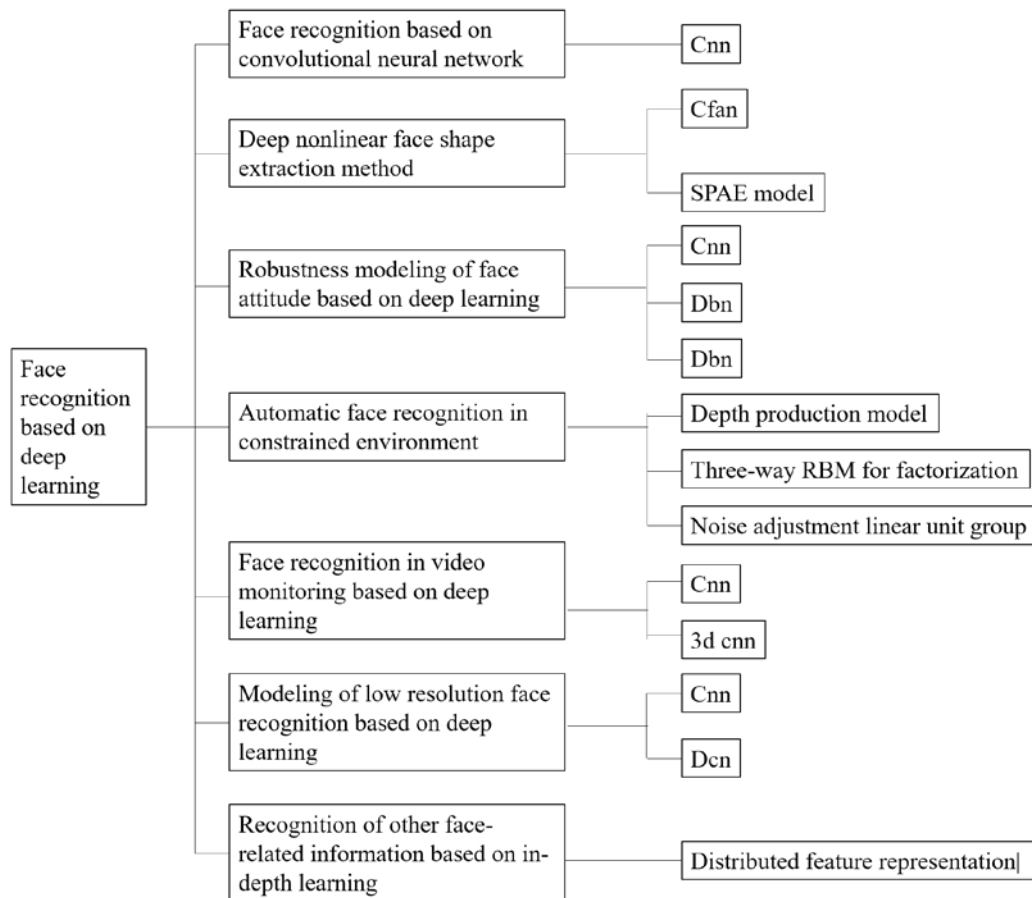 Face
recognition
based on
deep
learning
Face recognition based on
convolutional neural network
Cnn
Deep nonlinear face shape
extraction method
Cfan
SPAE model
Robustness modeling of face
attitude based on deep learning
Cnn
Dbn
Dbn
Automatic face recognition in
constrained environment
Depth production model
Three-way RBM for factorization
Noise adjustment linear unit group
Face recognition in video
monitoring based on deep
learning
Cnn
3d cnn
Modeling of low resolution face
recognition based on deep
learning
Cnn
Dcn
Recognition of other face-
related information based on in-
depth learning
Distributed feature representation